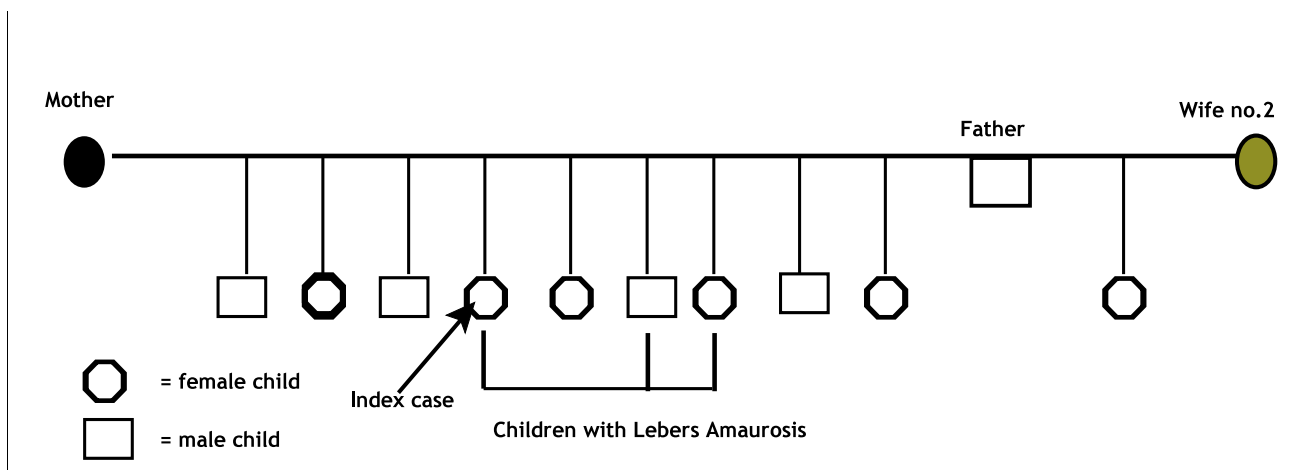 Mother
Father
Wife no.2
= female child
Index case
Children with Lebers Amaurosis
= male child